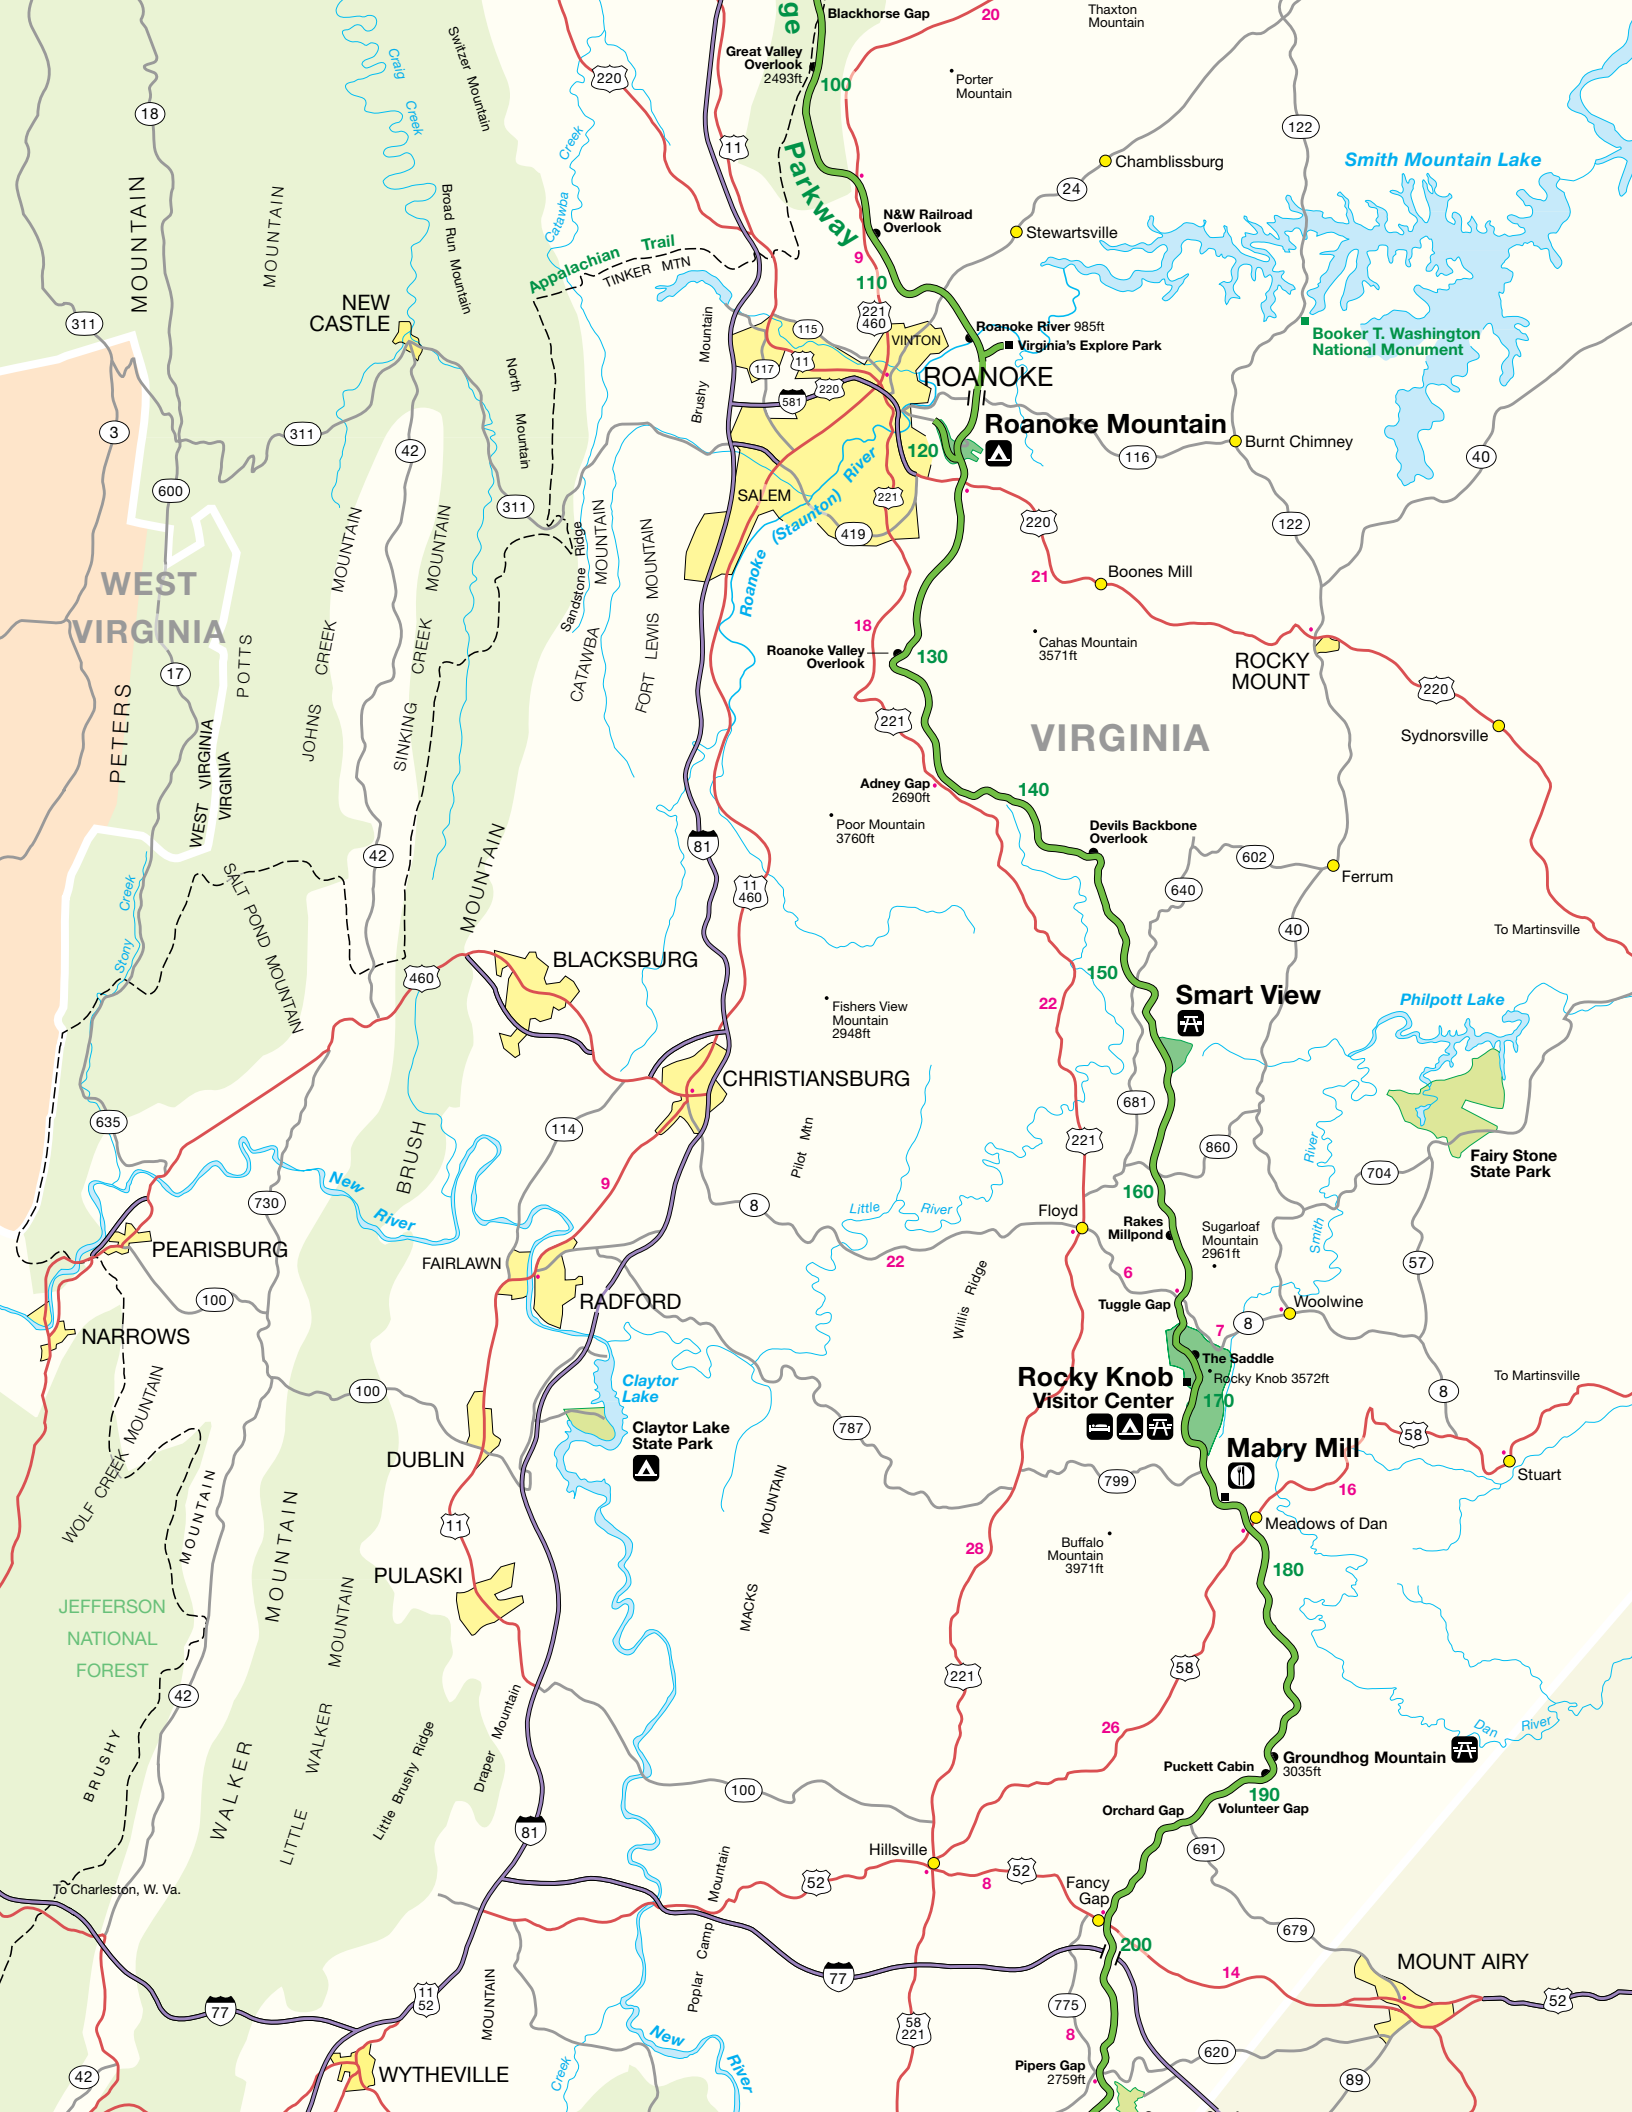 ge
Parkway
Blackhorse Gap
20
Thaxton
Mountain
Great Valley
Overlook
2493ft
100
Porter
Mountain
Switzer Mountain
Craig
Creek
220
18
11
122
Chamblissburg
Smith Mountain Lake
24
Catawba
Creek
Broad Run Mountain
MOUNTAIN
MOUNTAIN
N&W Railroad
Overlook
Stewartsville
9
110
Appalachian Trail
TINKER MTN
NEW
CASTLE
311
221
460
115
VINTON
Roanoke River 985ft
Virginia's Explore Park
Booker T. Washington
National Monument
117
11
ROANOKE
581
220
Brushy Mountain
North Mountain
3
311
42
Roanoke Mountain
120
116
Burnt Chimney
40
600
311
SALEM
221
419
Roanoke (Staunton) River
220
122
21
Boones Mill
WEST
VIRGINIA
PETERS
MOUNTAIN
POTTS
JOHNS CREEK MOUNTAIN
SINKING CREEK MOUNTAIN
Sandstone Ridge
CATAWBA MOUNTAIN
FORT LEWIS MOUNTAIN
18
Roanoke Valley
Overlook
130
Cahas Mountain
3571ft
ROCKY
MOUNT
17
220
221
VIRGINIA
Sydnorsville
WEST VIRGINIA
VIRGINIA
Adney Gap
2690ft
140
Poor Mountain
3760ft
Devils Backbone
Overlook
81
42
602
640
Ferrum
11
460
Stony Creek
SALT POND MOUNTAIN
40
To Martinsville
BLACKSBURG
460
150
Smart View
Philpott Lake
22
Fishers View
Mountain
2948ft
CHRISTIANSBURG
681
635
114
BRUSH MOUNTAIN
Pilot Mtn
221
860
River
Smith
704
Fairy Stone
State Park
New
River
730
9
8
160
Little River
Floyd
Rakes
Millpond
Sugarloaf
Mountain
2961ft
PEARISBURG
FAIRLAWN
22
6
57
100
RADFORD
Willis Ridge
Tuggle Gap
Woolwine
8
7
NARROWS
The Saddle
Rocky Knob 3572ft
Rocky Knob
Visitor Center
170
Claytor
Lake
100
To Martinsville
8
Claytor Lake
State Park
787
58
Mabry Mill
DUBLIN
799
Stuart
16
WOLF CREEK MOUNTAIN
11
Meadows of Dan
MACKS MOUNTAIN
Buffalo
Mountain
3971ft
28
180
PULASKI
JEFFERSON
NATIONAL
FOREST
42
221
58
BRUSHY MOUNTAIN
WALKER MOUNTAIN
LITTLE WALKER MOUNTAIN
Little Brushy Ridge
Draper Mountain
26
Dan River
Puckett Cabin
Groundhog Mountain
3035ft
100
190
Orchard Gap
Volunteer Gap
81
Hillsville
691
52
52
8
Fancy
Gap
To Charleston, W. Va.
Poplar Camp Mountain
679
200
MOUNT AIRY
77
14
77
11
52
MOUNTAIN
52
775
58
221
8
New
River
620
Pipers Gap
2759ft
42
WYTHEVILLE
Creek
89